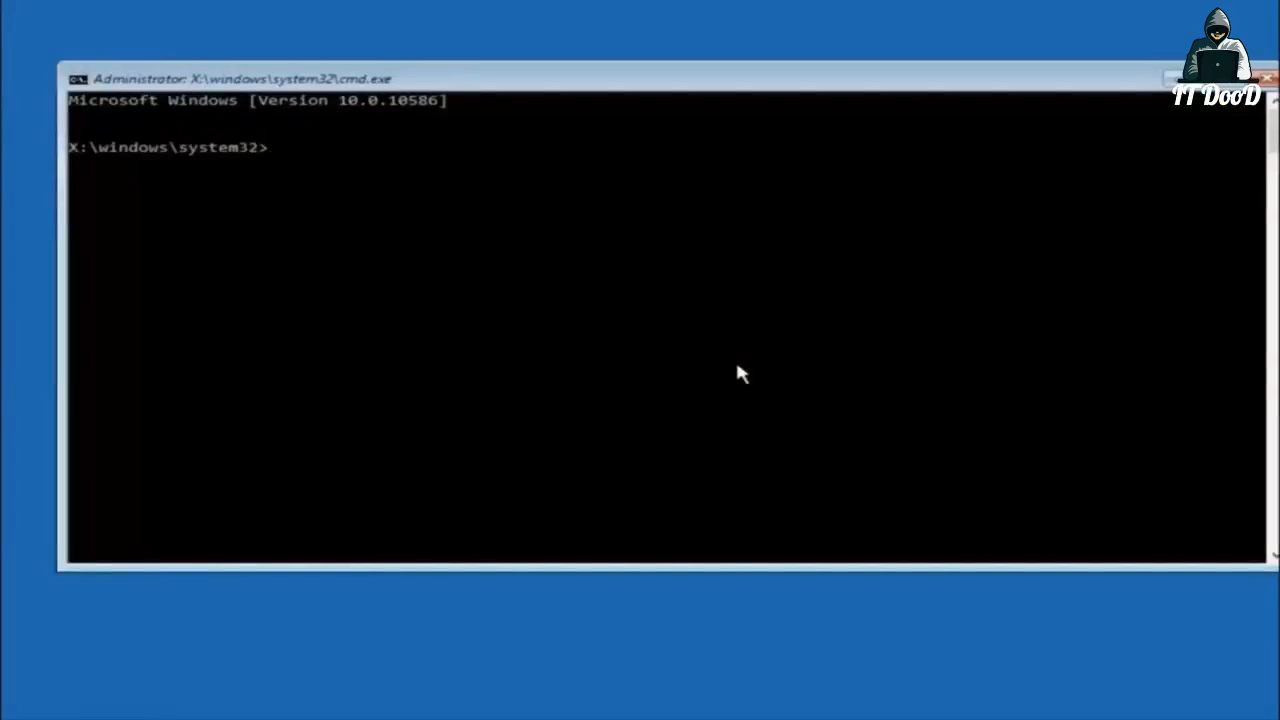 IT DooD
Administrator: X:\windows\system32\cmd.exe
Microsoft Windows [Version 10.0.10586]
X:\windows\system32>